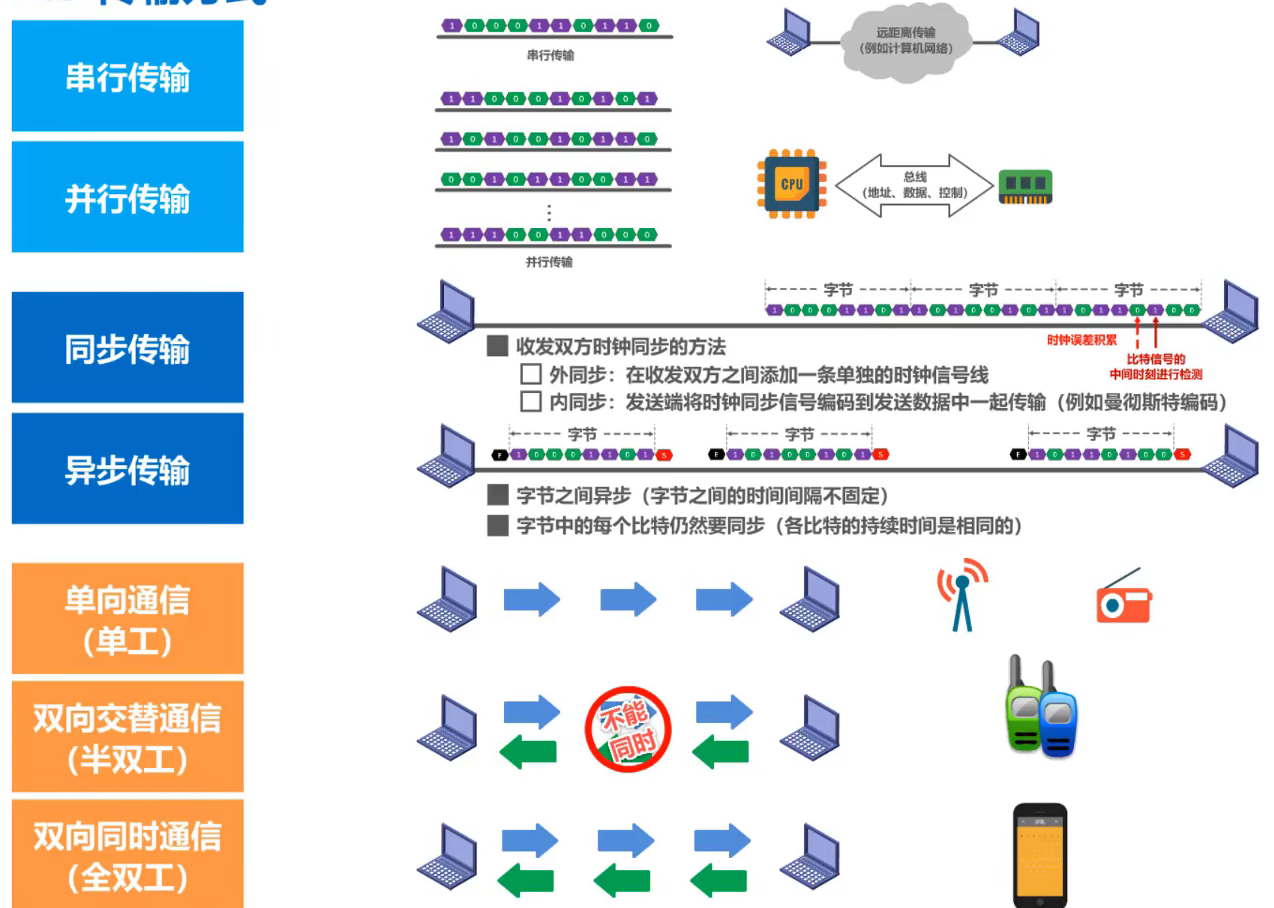 传输方式
串行传输
1 0 0 0 1 1 0 1 1 0
串行传输
远距离传输
（例如计算机网络）
并行传输
1 1 0 0 0 1 0 1 0 1
1 0 1 0 0 1 0 1 1 0
0 0 1 0 1 1 0 0 1 1
⋮
1 1 1 0 0 1 1 0 0 0
并行传输
CPU
总线
（地址、数据、控制）
同步传输
字节 字节 字节
1 0 0 0 1 1 0 1 1 0 1 0 0 1 0 1 1 0 1 1 0 1 0 0
时钟误差积累
比特信号的
中间时刻进行检测
收发双方时钟同步的方法
外同步：在收发双方之间添加一条单独的时钟信号线
内同步：发送端将时钟同步信号编码到发送数据中一起传输（例如曼彻斯特编码）
异步传输
字节 字节 字节
F 1 0 0 0 1 1 0 1 S F 1 0 1 0 0 1 0 1 S F 1 0 1 1 0 1 0 0 S
字节之间异步（字节之间的时间间隔不固定）
字节中的每个比特仍然要同步（各比特的持续时间是相同的）
单向通信
（单工）
双向交替通信
（半双工）
不能
同时
双向同时通信
（全双工）